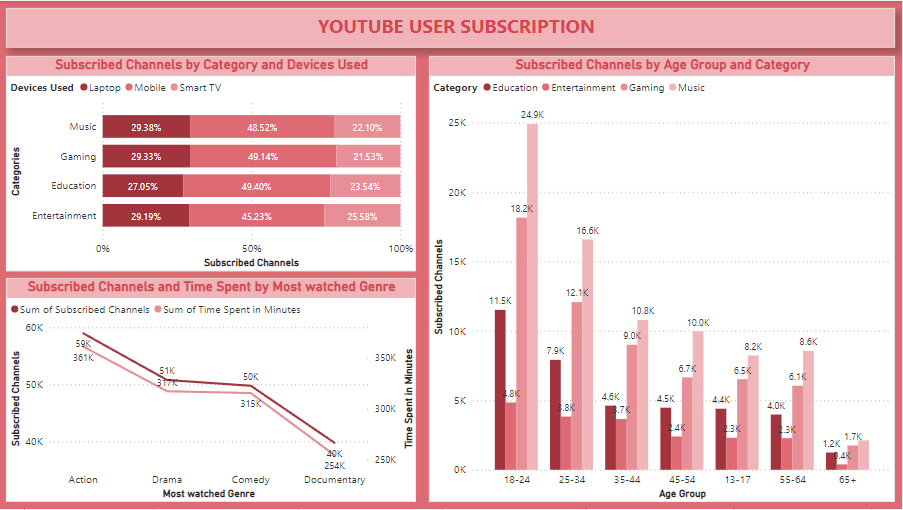 YOUTUBE USER SUBSCRIPTION
Subscribed Channels by Category and Devices Used
Devices Used Laptop Mobile Smart TV
Categories
Music 29.38% 48.52% 22.10%
Gaming 29.33% 49.14% 21.53%
Education 27.05% 49.40% 23.54%
Entertainment 29.19% 45.23% 25.58%
0% 50% 100%
Subscribed Channels
Subscribed Channels and Time Spent by Most watched Genre
Sum of Subscribed Channels Sum of Time Spent in Minutes
Subscribed Channels
60K
50K
40K
59K
361K
51K
317K
50K
315K
40K
254K
350K
300K
250K
Time Spent in Minutes
Action Drama Comedy Documentary
Most watched Genre
Subscribed Channels by Age Group and Category
Category Education Entertainment Gaming Music
Subscribed Channels
25K
20K
15K
10K
5K
0K
11.5K 4.8K 18.2K 24.9K
7.9K 3.8K 12.1K 16.6K
4.6K 3.7K 9.0K 10.8K
4.5K 2.4K 6.7K 10.0K
4.4K 2.3K 6.5K 8.2K
4.0K 2.3K 6.1K 8.6K
1.2K 0.4K 1.7K
18-24 25-34 35-44 45-54 13-17 55-64 65+
Age Group